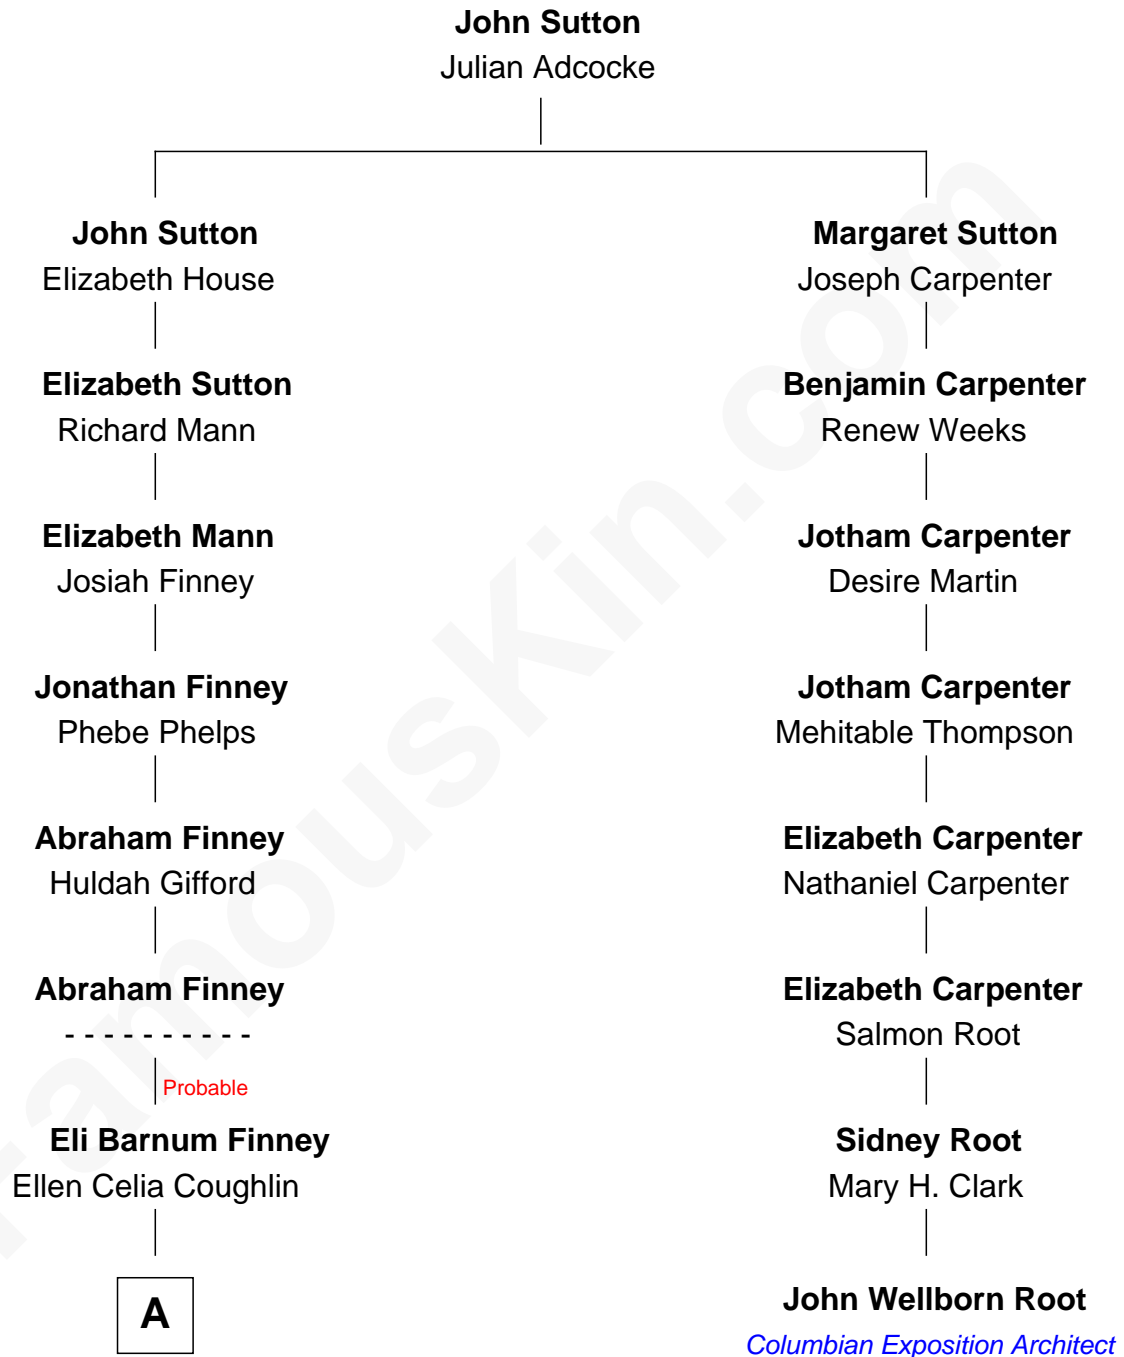 John Sutton
Julian Adcocke
John Sutton
Elizabeth House
Margaret Sutton
Joseph Carpenter
Elizabeth Sutton
Richard Mann
Benjamin Carpenter
Renew Weeks
Elizabeth Mann
Josiah Finney
Jotham Carpenter
Desire Martin
Jonathan Finney
Phebe Phelps
Jotham Carpenter
Mehitable Thompson
Abraham Finney
Huldah Gifford
Elizabeth Carpenter
Nathaniel Carpenter
Abraham Finney
- - - - - - - - - -
Probable
Elizabeth Carpenter
Salmon Root
Eli Barnum Finney
Ellen Celia Coughlin
Sidney Root
Mary H. Clark
A
John Wellborn Root
Columbian Exposition Architect
FamousKin.com